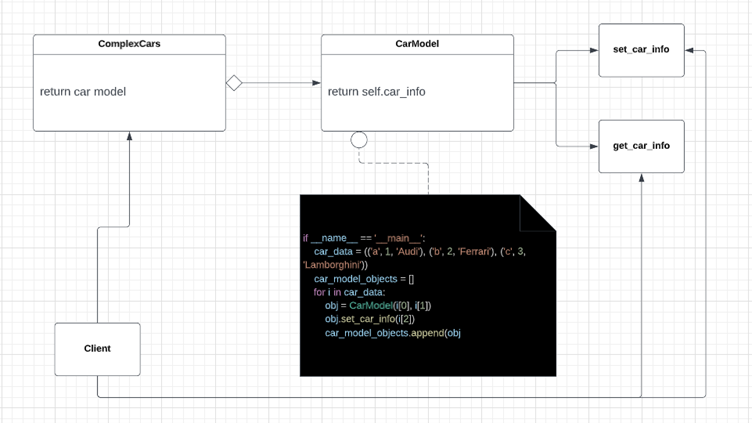 ComplexCars
return car model
CarModel
return self.car_info
set_car_info
get_car_info
if __name__ == '__main__':
car_data = (('a', 1, 'Audi'), ('b', 2, 'Ferrari'), ('c', 3,
'Lamborghini'))
car_model_objects = []
for i in car_data:
obj = CarModel(i[0], i[1])
obj.set_car_info(i[2])
car_model_objects.append(obj
Client